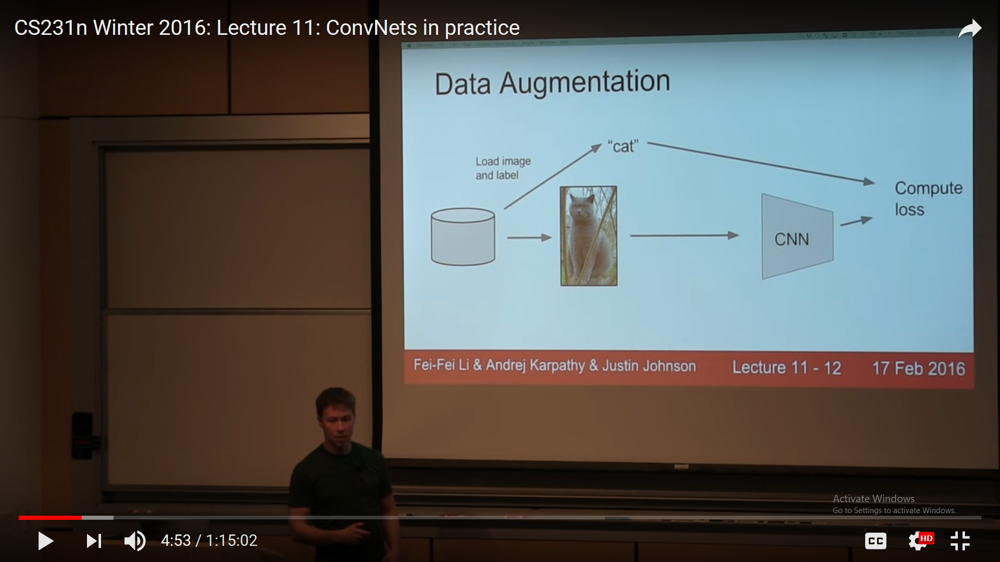 CS231n Winter 2016: Lecture 11: ConvNets in practice
Data Augmentation
"cat"
Load image
and label
Compute
loss
CNN
Fei-Fei Li & Andrej Karpathy & Justin Johnson Lecture 11 - 12 17 Feb 2016
Activate Windows
Go to Settings to activate Windows.
4:53 / 1:15:02
CC
HD